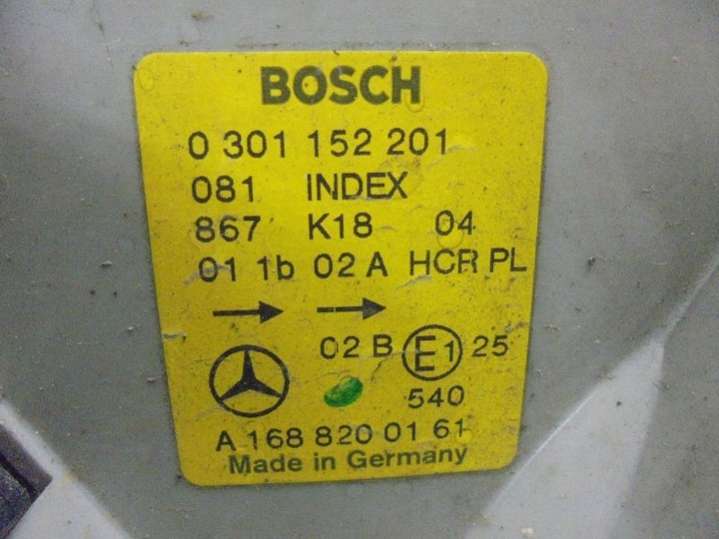 BOSCH
0 301 152 201
081 INDEX
867 K18 04
01 1b 02 A HCR PL
02 B E1 25
540
A 168 820 01 61
Made in Germany